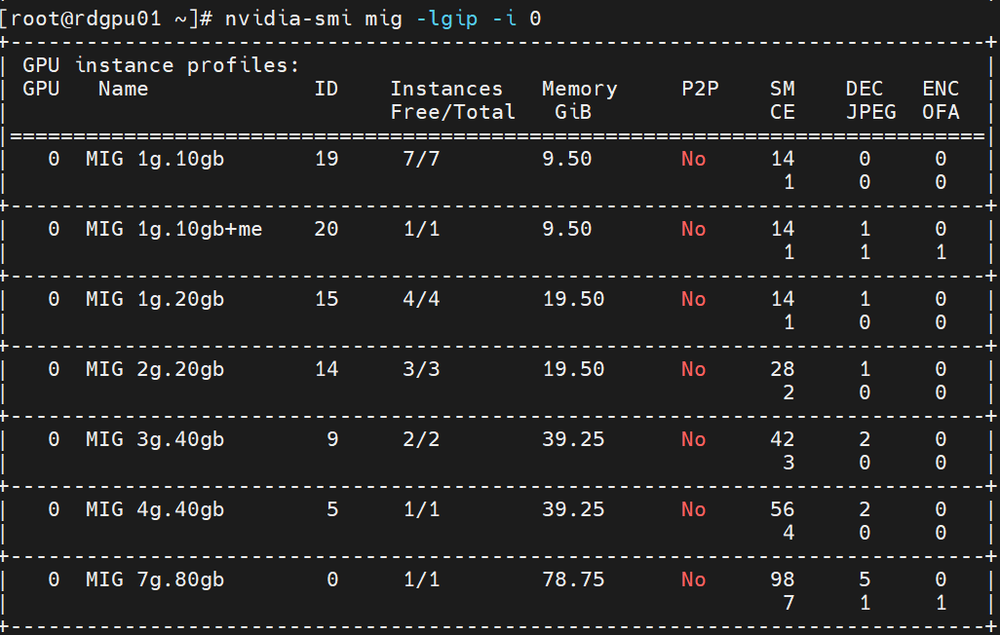 [root@rdgpu01 ~]# nvidia-smi mig -lgip -i 0
+-----------------------------------------------------------------------------+
| GPU instance profiles:                                                      |
| GPU   Name             ID    Instances   Memory     P2P    SM    DEC   ENC  |
|                              Free/Total   GiB              CE    JPEG  OFA  |
|=============================================================================|
|   0  MIG 1g.10gb       19     7/7        9.50       No     14     0     0   |
|                                                             1     0     0   |
+-----------------------------------------------------------------------------+
|   0  MIG 1g.10gb+me    20     1/1        9.50       No     14     1     0   |
|                                                             1     1     1   |
+-----------------------------------------------------------------------------+
|   0  MIG 1g.20gb       15     4/4        19.50      No     14     1     0   |
|                                                             1     0     0   |
+-----------------------------------------------------------------------------+
|   0  MIG 2g.20gb       14     3/3        19.50      No     28     1     0   |
|                                                             2     0     0   |
+-----------------------------------------------------------------------------+
|   0  MIG 3g.40gb        9     2/2        39.25      No     42     2     0   |
|                                                             3     0     0   |
+-----------------------------------------------------------------------------+
|   0  MIG 4g.40gb        5     1/1        39.25      No     56     2     0   |
|                                                             4     0     0   |
+-----------------------------------------------------------------------------+
|   0  MIG 7g.80gb        0     1/1        78.75      No     98     5     0   |
|                                                             7     1     1   |
+-----------------------------------------------------------------------------+